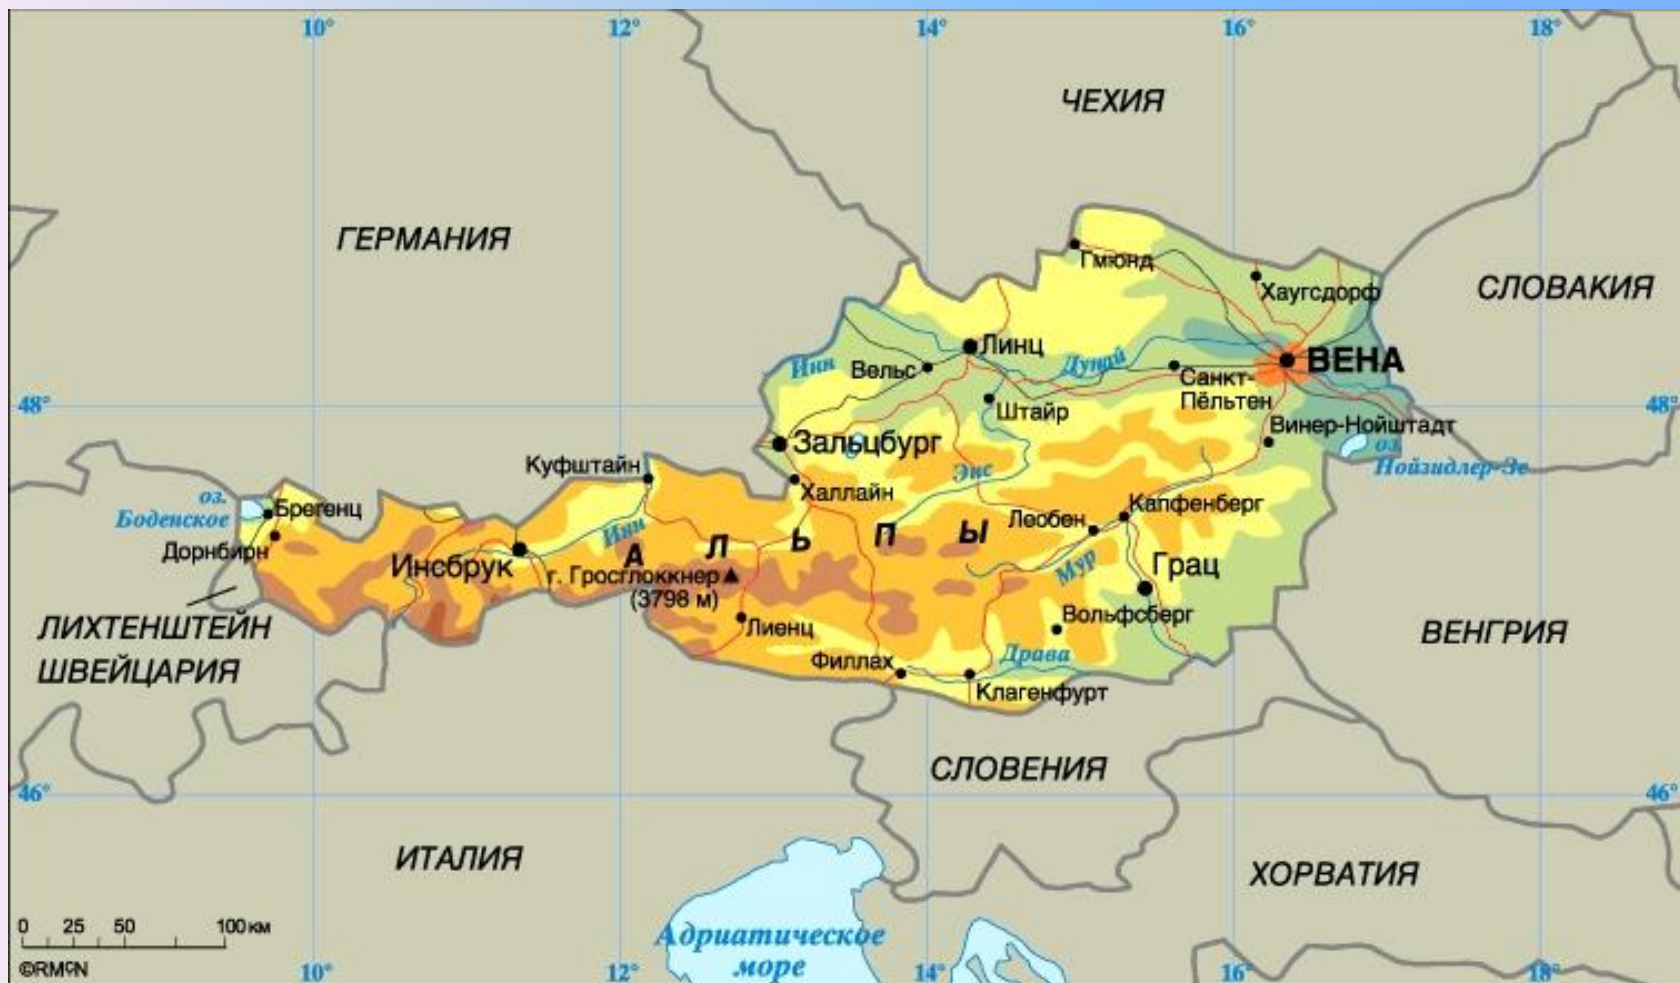 10° 12° 14° 16° 18°
ЧЕХИЯ
ГЕРМАНИЯ
СЛОВАКИЯ
Гмюнд
Хаугсдорф
Линц
Дунай
ВЕНА
Инн
Вельс
Санкт-
Пёльтен
Штайр
48°
48°
Винер-Нойштадт
оз.
Нойзидлер-Зе
Зальцбург
Куфштайн
Энс
Халлайн
оз.
Боденское
Брегенц
Капфенберг
Леобен
Инн
Дорнбирн
АЛЬПЫ
Инсбрук
Мур
Грац
г. Гросглоккнер
(3798 м)
Вольфсберг
Лиенц
ЛИХТЕНШТЕЙН
ШВЕЙЦАРИЯ
ВЕНГРИЯ
Драва
Филлах
Клагенфурт
СЛОВЕНИЯ
46°
46°
ИТАЛИЯ
ХОРВАТИЯ
0 25 50 100 км
Адриатическое
море
©RMCN
10° 12° 14° 16° 18°